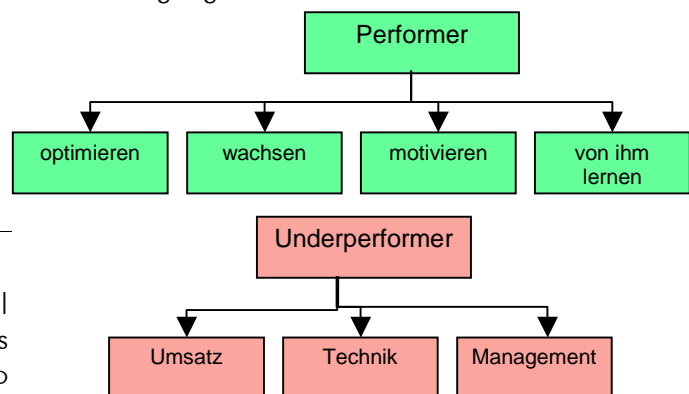 Performer
optimieren
wachsen
motivieren
von ihm
lernen
Underperformer
Umsatz
Technik
Management